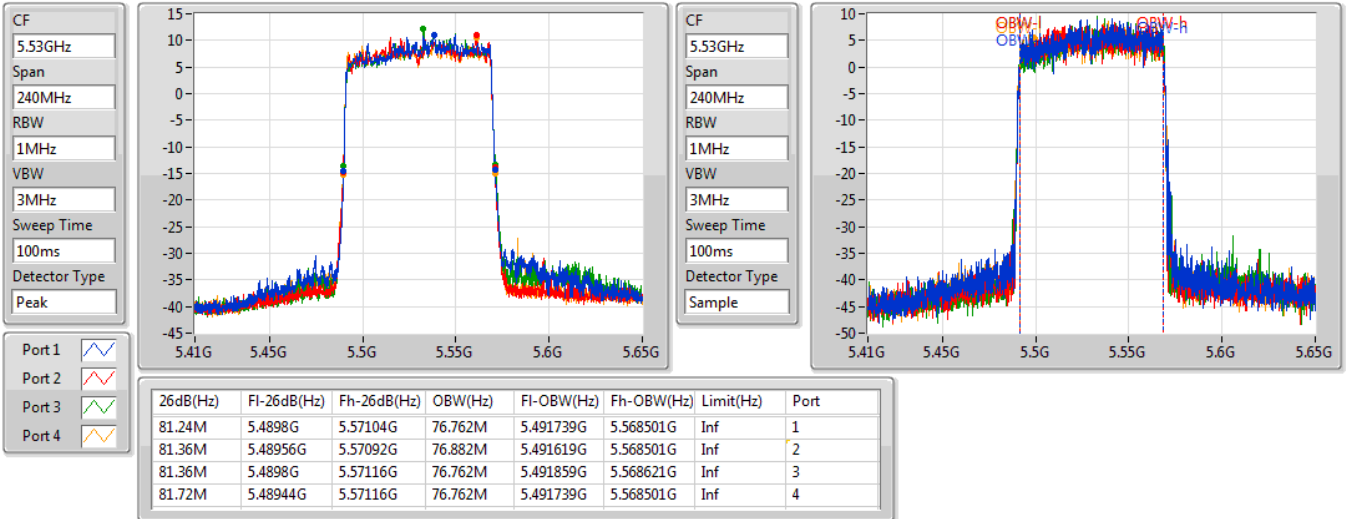 CF
5.53GHz
Span
240MHz
RBW
1MHz
VBW
3MHz
Sweep Time
100ms
Detector Type
Peak
15
10
5
0
-5
-10
-15
-20
-25
-30
-35
-40
-45
5.41G 5.45G 5.5G 5.55G 5.6G 5.65G
CF
5.53GHz
Span
240MHz
RBW
1MHz
VBW
3MHz
Sweep Time
100ms
Detector Type
Sample
10
5
0
-5
-10
-15
-20
-25
-30
-35
-40
-45
-50
OBW-l OBW-h
5.41G 5.45G 5.5G 5.55G 5.6G 5.65G
Port 1
Port 2
Port 3
Port 4
26dB(Hz) Fl-26dB(Hz) Fh-26dB(Hz) OBW(Hz) Fl-OBW(Hz) Fh-OBW(Hz) Limit(Hz) Port
81.24M 5.4898G 5.57104G 76.762M 5.491739G 5.568501G Inf 1
81.36M 5.48956G 5.57092G 76.882M 5.491619G 5.568501G Inf 2
81.36M 5.4898G 5.57116G 76.762M 5.491859G 5.568621G Inf 3
81.72M 5.48944G 5.57116G 76.762M 5.491739G 5.568501G Inf 4